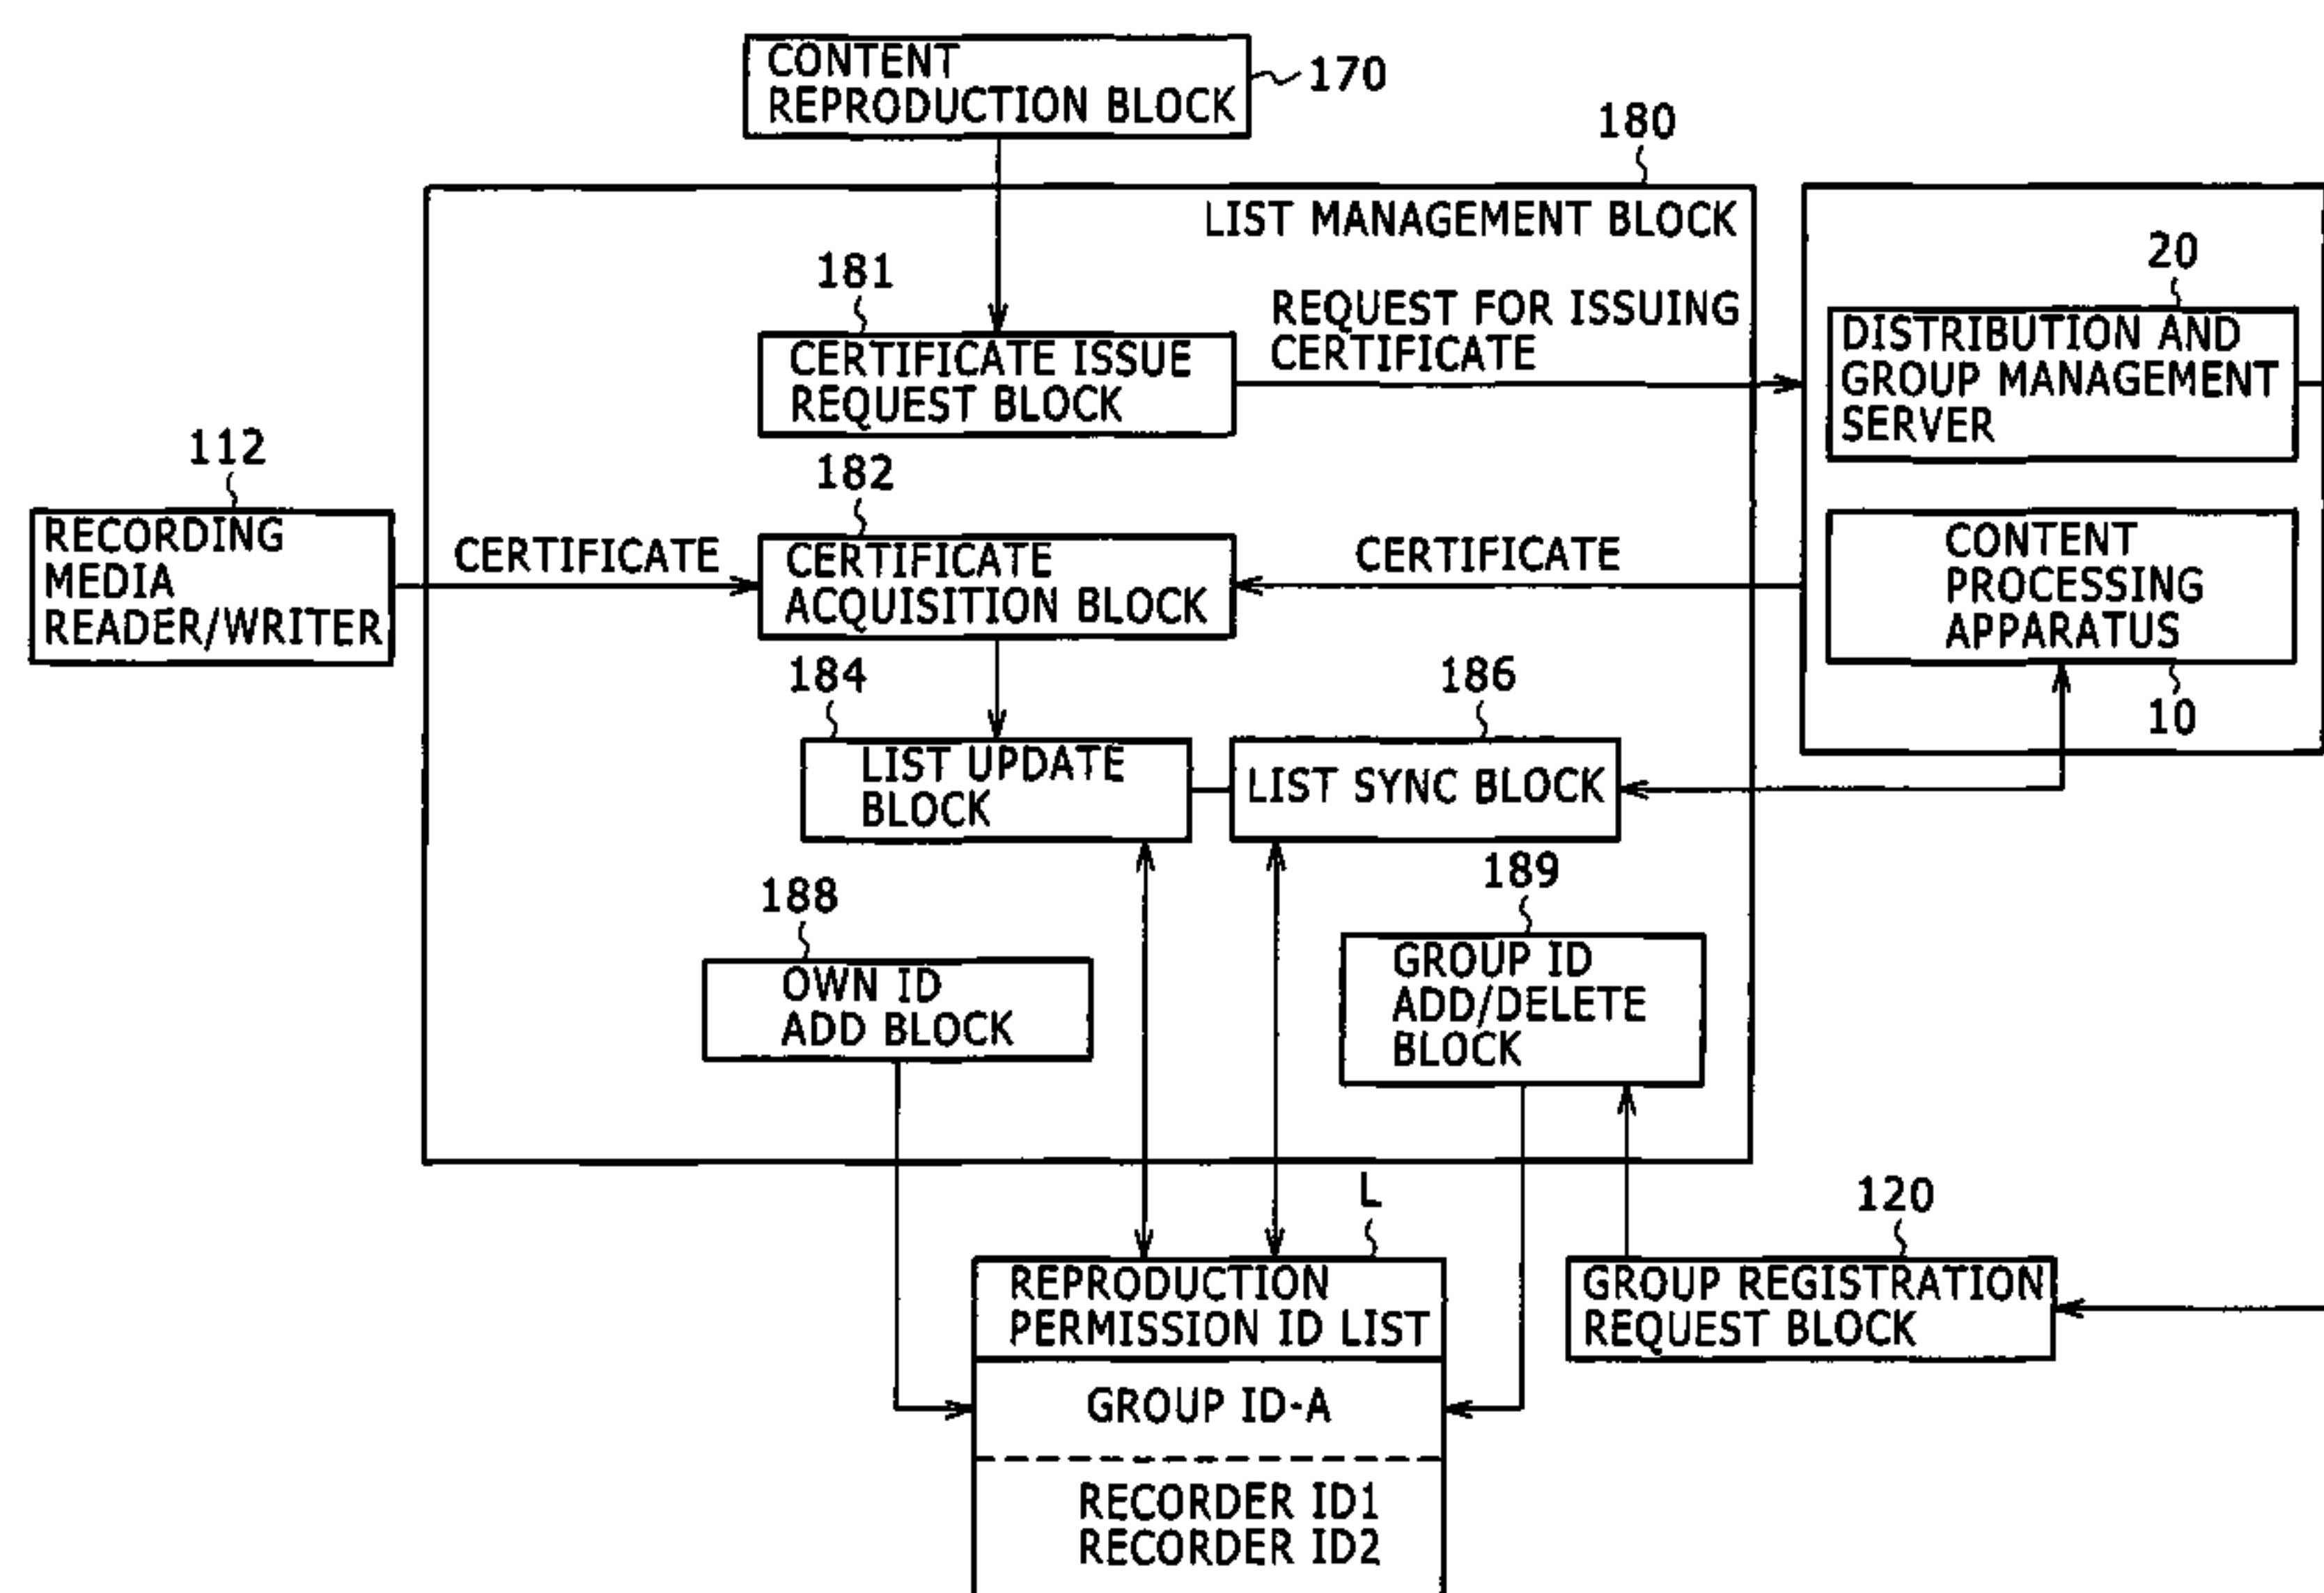 CONTENT
REPRODUCTION BLOCK
170
180
LIST MANAGEMENT BLOCK
181
CERTIFICATE ISSUE
REQUEST BLOCK
REQUEST FOR ISSUING
CERTIFICATE
20
DISTRIBUTION AND
GROUP MANAGEMENT
SERVER
112
RECORDING
MEDIA
READER/WRITER
CERTIFICATE
182
CERTIFICATE
ACQUISITION BLOCK
CERTIFICATE
CONTENT
PROCESSING
APPARATUS
10
184
LIST UPDATE
BLOCK
186
LIST SYNC BLOCK
188
OWN ID
ADD BLOCK
189
GROUP ID
ADD/DELETE
BLOCK
L
REPRODUCTION
PERMISSION ID LIST
GROUP ID-A
RECORDER ID1
RECORDER ID2
120
GROUP REGISTRATION
REQUEST BLOCK